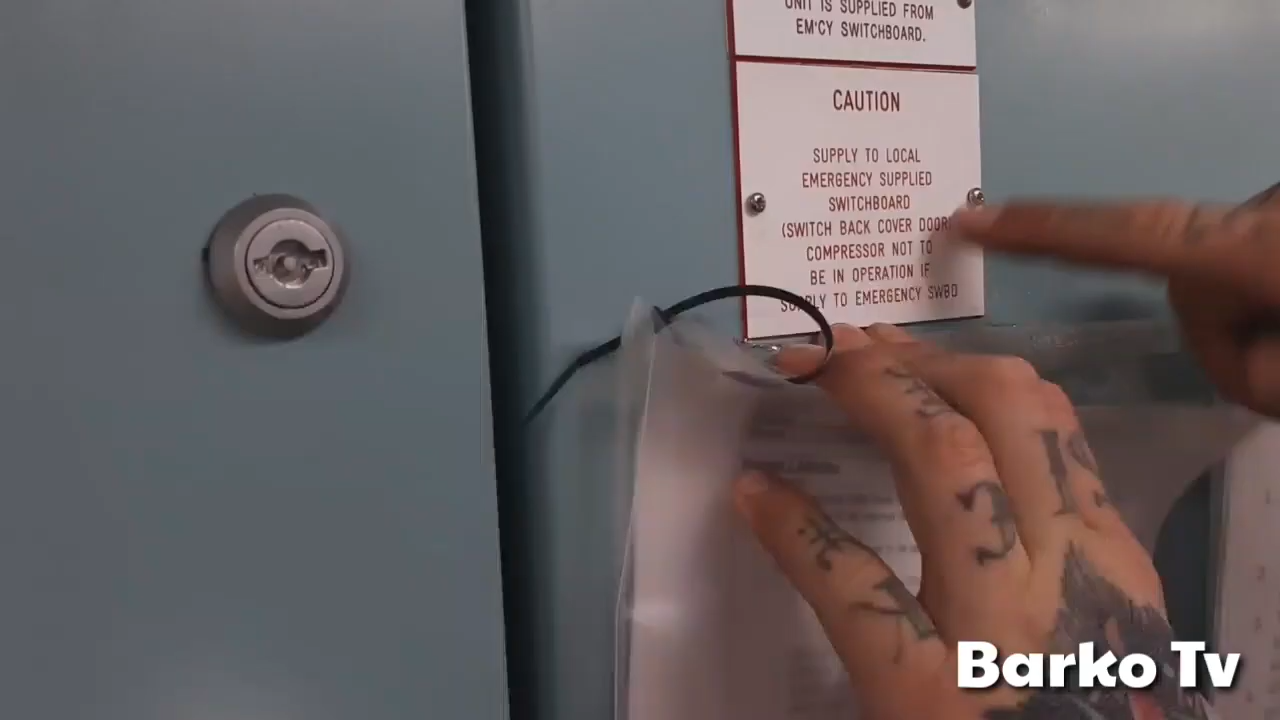 UNIT IS SUPPLIED FROM
EM'CY SWITCHBOARD.
CAUTION
SUPPLY TO LOCAL
EMERGENCY SUPPLIED
SWITCHBOARD
(SWITCH BACK COVER DOOR)
COMPRESSOR NOT TO
BE IN OPERATION IF
SUPPLY TO EMERGENCY SWBD
Barko Tv